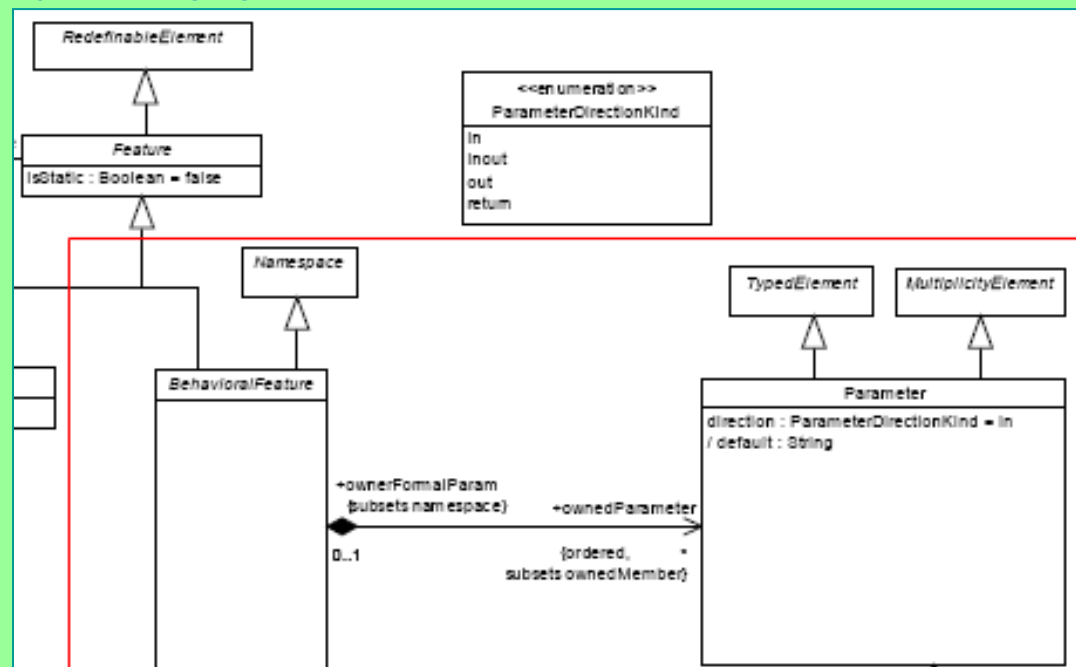 RedefinableElement
<<enumeration>>
ParameterDirectionKind
in
inout
out
return
Feature
isStatic : Boolean = false
Namespace
TypedElement
MultiplicityElement
BehavioralFeature
Parameter
direction : ParameterDirectionKind = in
/ default : String
+ownerFormalParam
{subsets namespace}
+ownedParameter
0..1
{ordered,
*
subsets ownedMember}